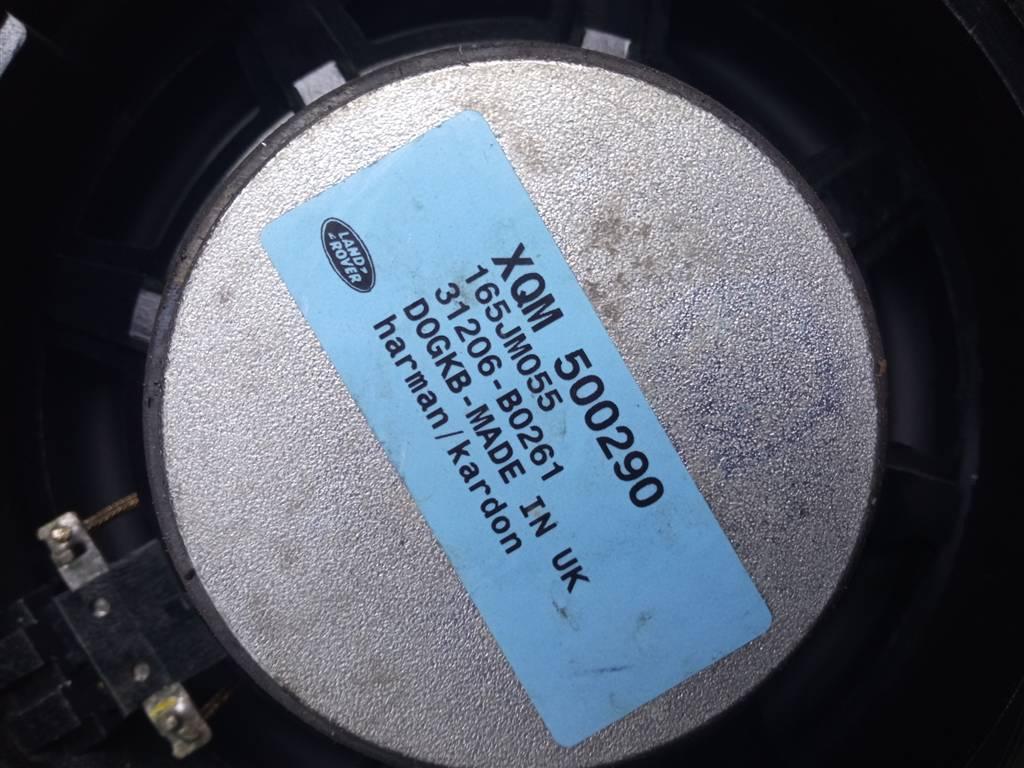 LAND
ROVER
XQM 500290
165JM055
31206-B0261
DOGKB-MADE IN UK
harman/kardon